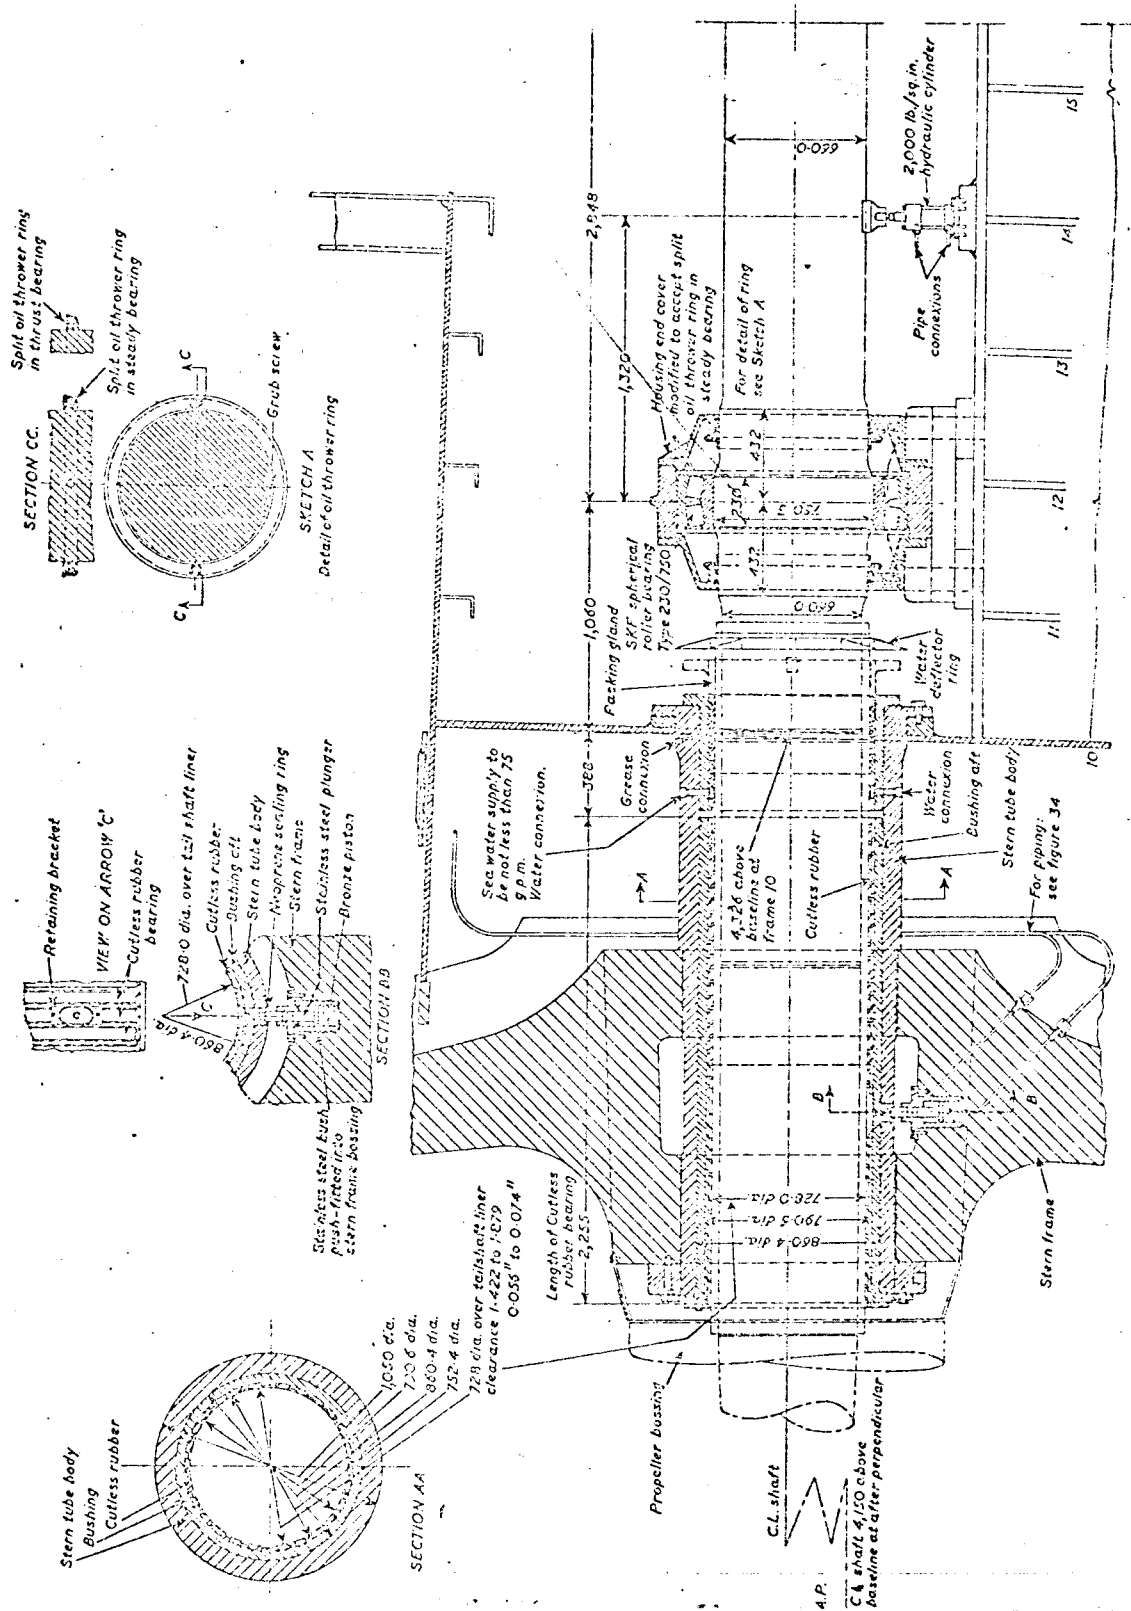 Split oil thrower ring
in thrust bearing
Split oil thrower ring
in steady bearing
SECTION CC.
C
C
Grub screw
SKETCH A
Detail of oil thrower ring
Retaining bracket
VIEW ON ARROW 'C'
Cutless rubber
bearing
728·0 dia. over tail shaft liner
860·4 dia.
C
Cutless rubber
Bushing aft
Stern tube body
Neoprene sealing ring
Stern frame
Stainless steel plunger
Bronze piston
SECTION BB
Stainless steel bush
push-fitted into
stern frame bossing
Stern tube body
Bushing
Cutless rubber
SECTION AA
1,050 dia.
790·6 dia.
860·4 dia.
752·4 dia.
728 dia. over tailshaft liner
clearance 1·422 to 1·879
0·056" to 0·074"
2,848
1,320
1,060
388
Length of Cutless
rubber bearing
2,255
Housing end cover
modified to accept split
oil thrower ring in
steady bearing
For detail of ring
see Sketch A
660·0
2,000 lb./sq.in.
hydraulic cylinder
Pipe
connexions
432
230
432
660·0
SKF spherical
roller bearing
Type 230/750
Packing gland
Water
deflector
ring
Sea water supply to
be not less than 75
g p m.
Water connexion.
Grease
connexion
4,326 above
baseline at
frame 10
Cutless rubber
Water
connexion
Bushing aft
Stern tube body
For piping:
see figure 34
A
A
B
B
728·0 dia.
790·5 dia.
860·4 dia.
Stern frame
Propeller bossing
C.L. shaft
A.P.
shaft 4,150 above
baseline at after perpendicular
10
11
12
13
14
15